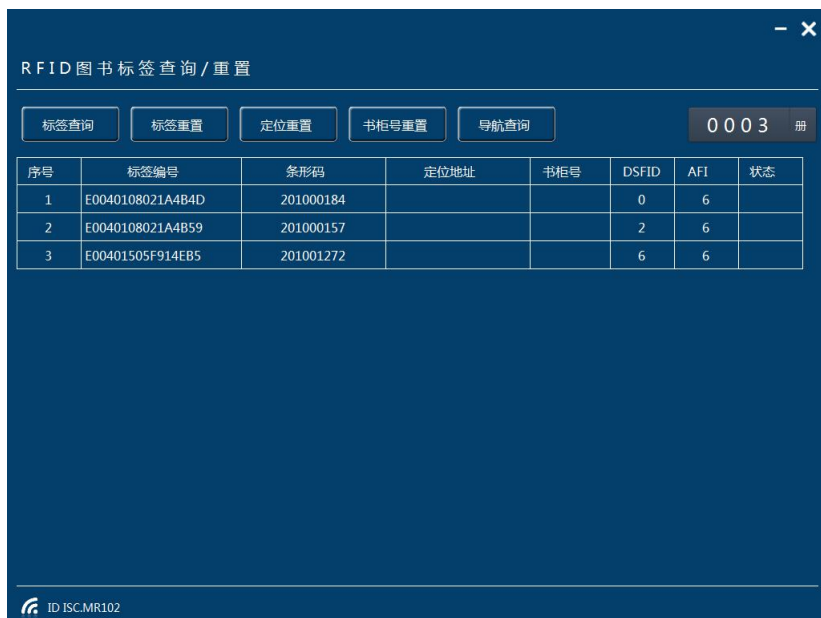 RFID图书标签查询/重置
标签查询 标签重置 定位重置 书柜号重置 导航查询 0003 册
序号 标签编号 条形码 定位地址 书柜号 DSFID AFI 状态
1 E0040108021A4B4D 201000184 0 6
2 E0040108021A4B59 201000157 2 6
3 E00401505F914EB5 201001272 6 6
ID ISC.MR102